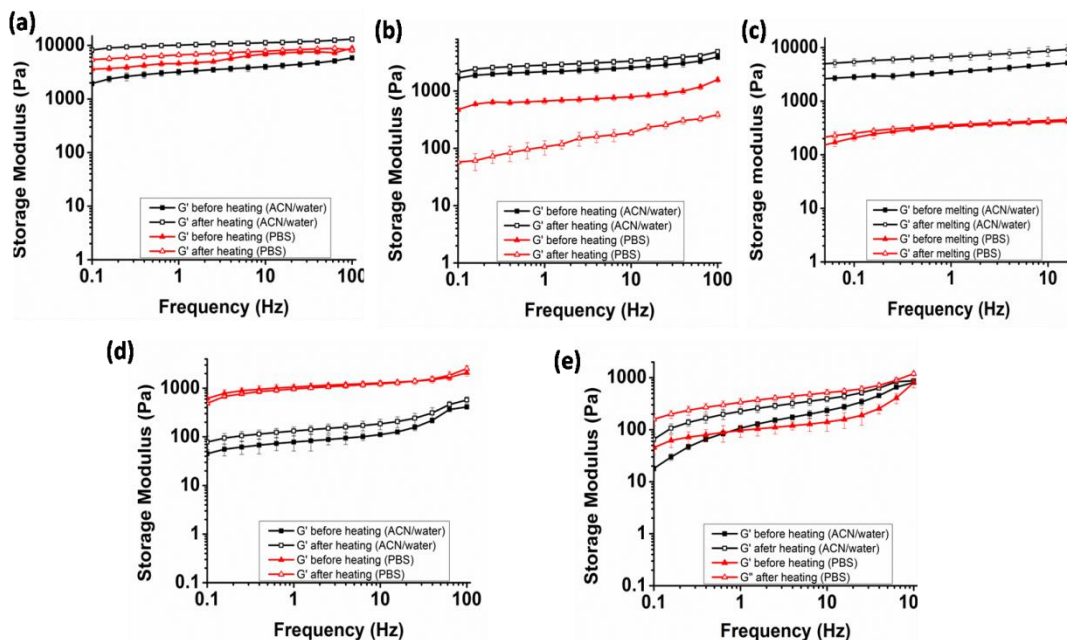 (a)
Storage Modulus (Pa)
10000
1000
100
10
1
G' before heating (ACN/water)
G' after heating (ACN/water)
G' before heating (PBS)
G' after heating (PBS)
0.1 1 10 100
Frequency (Hz)
(b)
Storage Modulus (Pa)
1000
100
10
1
G' before heating (ACN/water)
G' after heating (ACN/water)
G' before heating (PBS)
G' after heating (PBS)
0.1 1 10 100
Frequency (Hz)
(c)
Storage modulus (Pa)
10000
1000
100
10
1
G' before melting (ACN/water)
G' after melting (ACN/water)
G' before melting (PBS)
G' after melting (PBS)
0.1 1 10
Frequency (Hz)
(d)
Storage Modulus (Pa)
1000
100
10
1
0.1
G' before heating (ACN/water)
G' after heating (ACN/water)
G' before heating (PBS)
G' after heating (PBS)
0.1 1 10 100
Frequency (Hz)
(e)
Storage Modulus (Pa)
1000
100
10
1
0.1
G' before heating (ACN/water)
G' afetr heating (ACN/water)
G' before heating (PBS)
G" after heating (PBS)
0.1 1 10 10
Frequency (Hz)